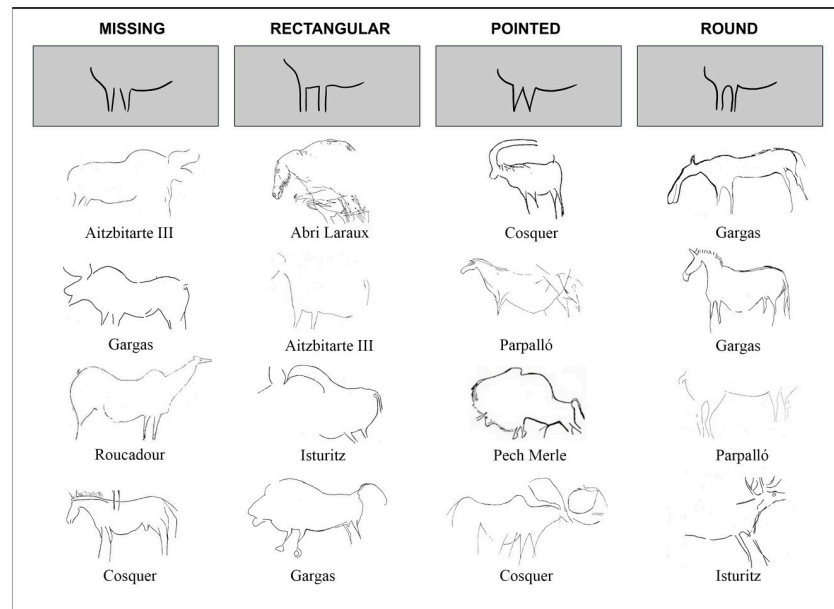 MISSING RECTANGULAR POINTED ROUND
Aitzbitarte III Abri Laraux Cosquer Gargas
Gargas Aitzbitarte III Parpalló Gargas
Roucadour Isturitz Pech Merle Parpalló
Cosquer Gargas Cosquer Isturitz